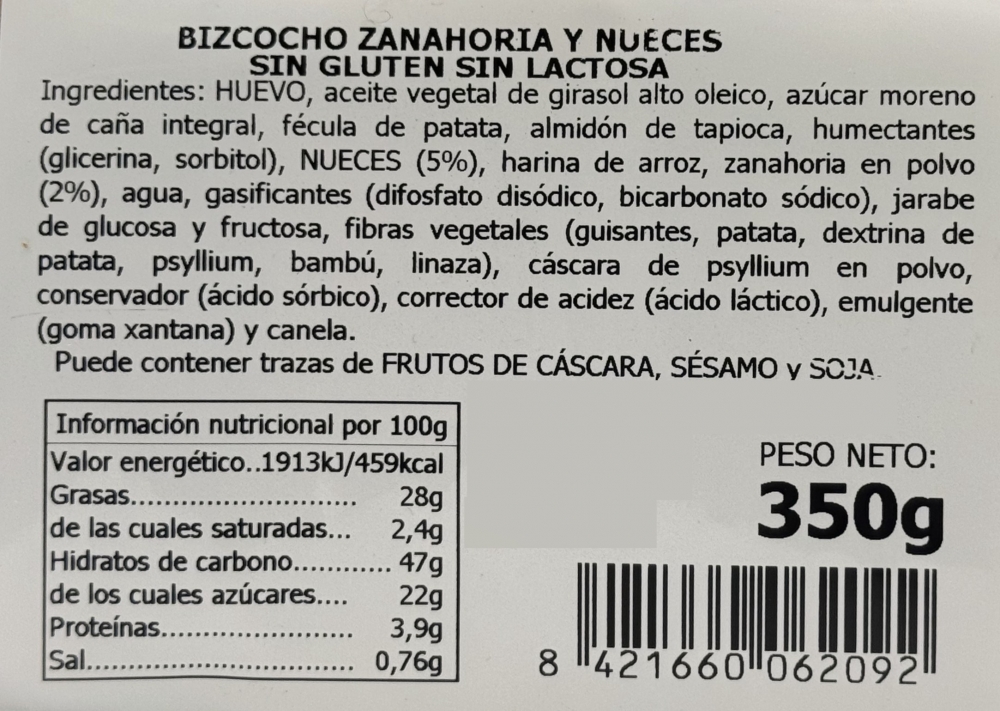 BIZCOCHO ZANAHORIA Y NUECES
SIN GLUTEN SIN LACTOSA
Ingredientes: HUEVO, aceite vegetal de girasol alto oleico, azúcar moreno
de caña integral, fécula de patata, almidón de tapioca, humectantes
(glicerina, sorbitol), NUECES (5%), harina de arroz, zanahoria en polvo
(2%), agua, gasificantes (difosfato disódico, bicarbonato sódico), jarabe
de glucosa y fructosa, fibras vegetales (guisantes, patata, dextrina de
patata, psyllium, bambú, linaza), cáscara de psyllium en polvo,
conservador (ácido sórbico), corrector de acidez (ácido láctico), emulgente
(goma xantana) y canela.
Puede contener trazas de FRUTOS DE CÁSCARA, SÉSAMO y SOJA.
Información nutricional por 100g
Valor energético..1913kJ/459kcal
Grasas.................... 28g
de las cuales saturadas... 2,4g
Hidratos de carbono............ 47g
de los cuales azúcares.... 22g
Proteínas.................... 3,9g
Sal........................... 0,76g
PESO NETO:
350g
8 421660 062092